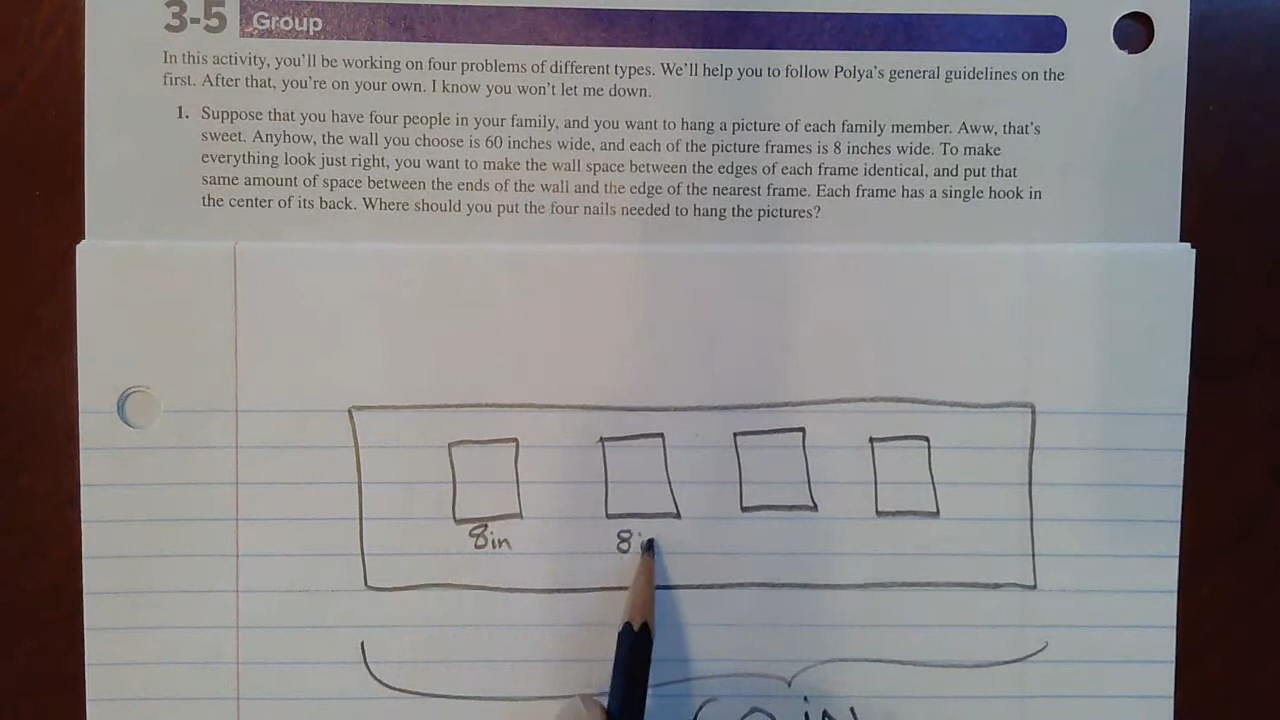 3-5 Group
In this activity, you'll be working on four problems of different types. We'll help you to follow Polya's general guidelines on the
first. After that, you're on your own. I know you won't let me down.
1. Suppose that you have four people in your family, and you want to hang a picture of each family member. Aww, that's
sweet. Anyhow, the wall you choose is 60 inches wide, and each of the picture frames is 8 inches wide. To make
everything look just right, you want to make the wall space between the edges of each frame identical, and put that
same amount of space between the ends of the wall and the edge of the nearest frame. Each frame has a single hook in
the center of its back. Where should you put the four nails needed to hang the pictures?
8in 8i